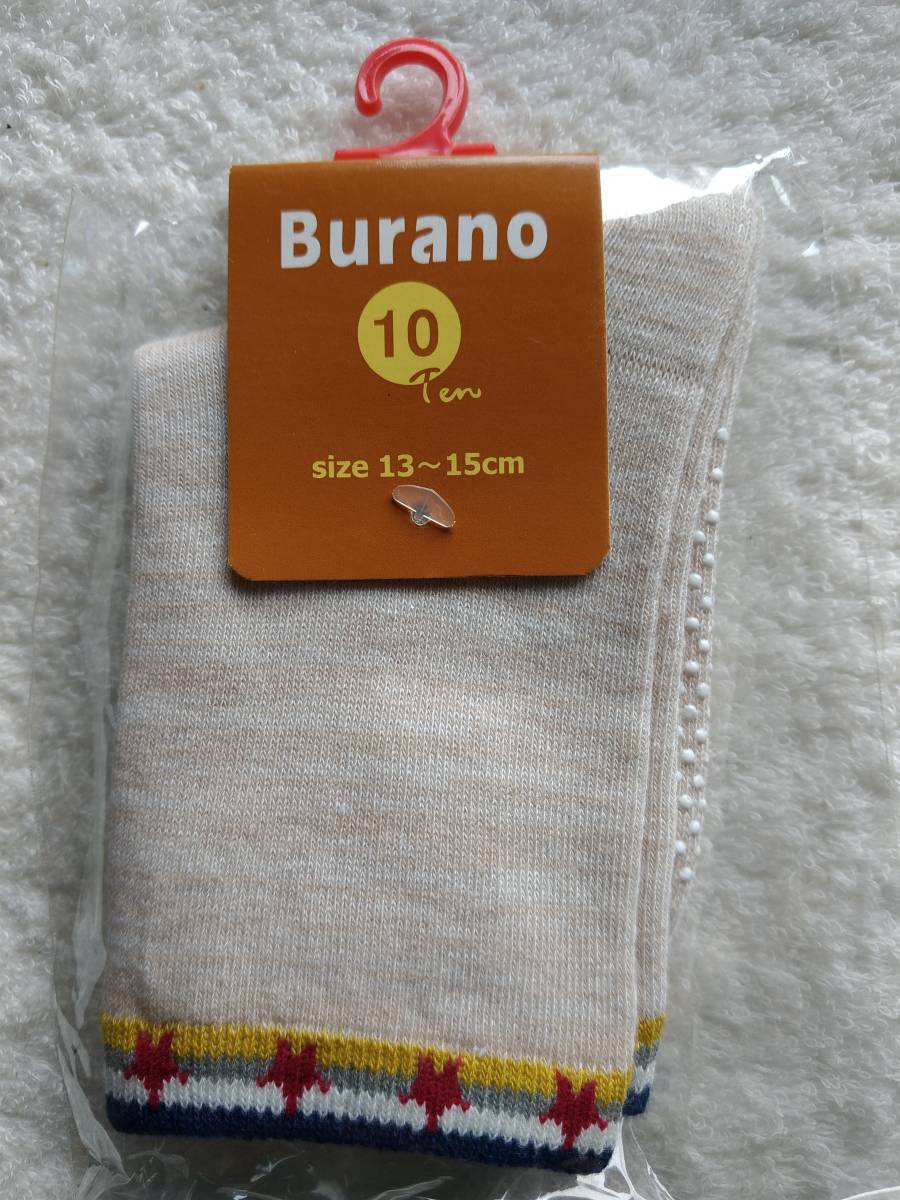 Burano
10
Ten
size 13～15cm